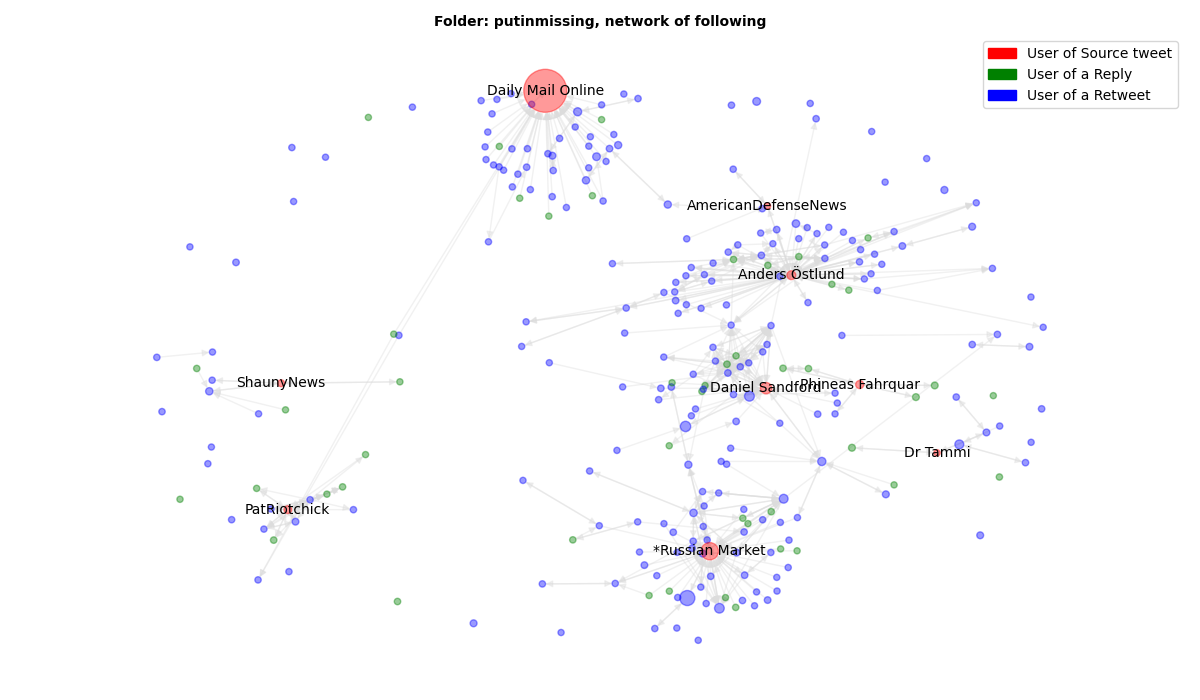 Folder: putinmissing, network of following
User of Source tweet
User of a Reply
User of a Retweet
Daily Mail Online
AmericanDefenseNews
Anders Östlund
ShaunyNews
Daniel Sandford
Phineas Fahrquar
Dr Tammi
PatRiotchick
*Russian Market